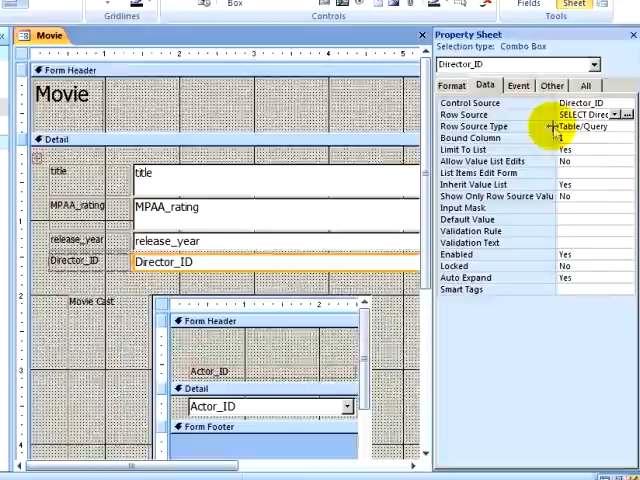 Gridlines
Box
Controls
Fields
Sheet
Tools
Movie
Form Header
Movie
Detail
title
title
MPAA_rating
MPAA_rating
release_year
release_year
Director_ID
Director_ID
Movie Cast
Form Header
Actor_ID
Detail
Actor_ID
Form Footer
Property Sheet
Selection type: Combo Box
Director_ID
Format Data Event Other All
Control Source Director_ID
Row Source SELECT Direc
Row Source Type Table/Query
Bound Column 1
Limit To List Yes
Allow Value List Edits No
List Items Edit Form
Inherit Value List Yes
Show Only Row Source Valu No
Input Mask
Default Value
Validation Rule
Validation Text
Enabled Yes
Locked No
Auto Expand Yes
Smart Tags